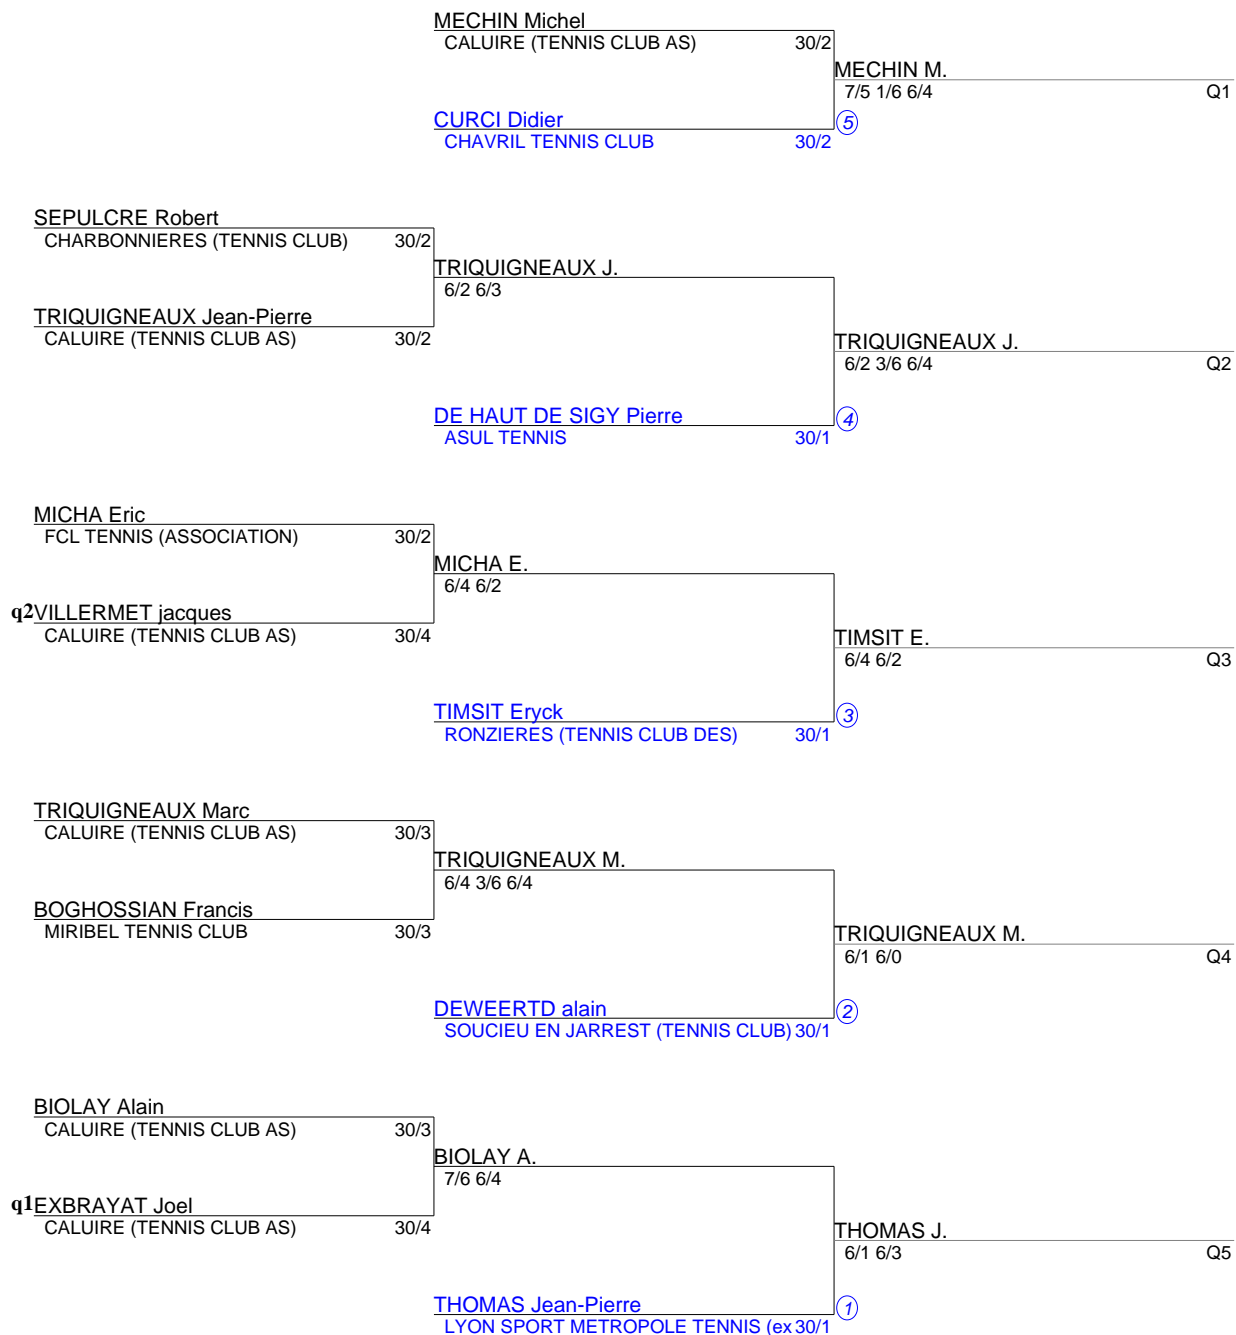 MECHIN Michel
CALUIRE (TENNIS CLUB AS) 30/2
MECHIN M.
7/5 1/6 6/4 Q1
CURCI Didier 5
CHAVRIL TENNIS CLUB 30/2
SEPULCRE Robert
CHARBONNIERES (TENNIS CLUB) 30/2
TRIQUIGNEAUX J.
6/2 6/3
TRIQUIGNEAUX Jean-Pierre
CALUIRE (TENNIS CLUB AS) 30/2
TRIQUIGNEAUX J.
6/2 3/6 6/4 Q2
DE HAUT DE SIGY Pierre 4
ASUL TENNIS 30/1
MICHA Eric
FCL TENNIS (ASSOCIATION) 30/2
MICHA E.
6/4 6/2
q2 VILLERMET jacques
CALUIRE (TENNIS CLUB AS) 30/4
TIMSIT E.
6/4 6/2 Q3
TIMSIT Eryck 3
RONZIERES (TENNIS CLUB DES) 30/1
TRIQUIGNEAUX Marc
CALUIRE (TENNIS CLUB AS) 30/3
TRIQUIGNEAUX M.
6/4 3/6 6/4
BOGHOSSIAN Francis
MIRIBEL TENNIS CLUB 30/3
TRIQUIGNEAUX M.
6/1 6/0 Q4
DEWEERTD alain 2
SOUCIEU EN JARREST (TENNIS CLUB) 30/1
BIOLAY Alain
CALUIRE (TENNIS CLUB AS) 30/3
BIOLAY A.
7/6 6/4
q1 EXBRAYAT Joel
CALUIRE (TENNIS CLUB AS) 30/4
THOMAS J.
6/1 6/3 Q5
THOMAS Jean-Pierre 1
LYON SPORT METROPOLE TENNIS (ex 30/1